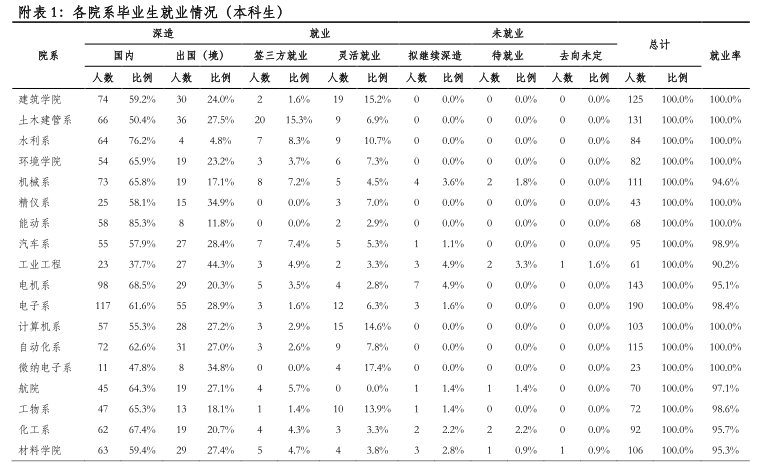 附表1：各院系毕业生就业情况（本科生）
院系 深造 就业 未就业 总计 就业率
国内 出国（境） 签三方就业 灵活就业 拟继续深造 待就业 去向未定
人数 比例 人数 比例 人数 比例 人数 比例 人数 比例 人数 比例 人数 比例 人数 比例
建筑学院 74 59.2% 30 24.0% 2 1.6% 19 15.2% 0 0.0% 0 0.0% 0 0.0% 125 100.0% 100.0%
土木建管系 66 50.4% 36 27.5% 20 15.3% 9 6.9% 0 0.0% 0 0.0% 0 0.0% 131 100.0% 100.0%
水利系 64 76.2% 4 4.8% 7 8.3% 9 10.7% 0 0.0% 0 0.0% 0 0.0% 84 100.0% 100.0%
环境学院 54 65.9% 19 23.2% 3 3.7% 6 7.3% 0 0.0% 0 0.0% 0 0.0% 82 100.0% 100.0%
机械系 73 65.8% 19 17.1% 8 7.2% 5 4.5% 4 3.6% 2 1.8% 0 0.0% 111 100.0% 94.6%
精仪系 25 58.1% 15 34.9% 0 0.0% 3 7.0% 0 0.0% 0 0.0% 0 0.0% 43 100.0% 100.0%
能动系 58 85.3% 8 11.8% 0 0.0% 2 2.9% 0 0.0% 0 0.0% 0 0.0% 68 100.0% 100.0%
汽车系 55 57.9% 27 28.4% 7 7.4% 5 5.3% 1 1.1% 0 0.0% 0 0.0% 95 100.0% 98.9%
工业工程 23 37.7% 27 44.3% 3 4.9% 2 3.3% 3 4.9% 2 3.3% 1 1.6% 61 100.0% 90.2%
电机系 98 68.5% 29 20.3% 5 3.5% 4 2.8% 7 4.9% 0 0.0% 0 0.0% 143 100.0% 95.1%
电子系 117 61.6% 55 28.9% 3 1.6% 12 6.3% 3 1.6% 0 0.0% 0 0.0% 190 100.0% 98.4%
计算机系 57 55.3% 28 27.2% 3 2.9% 15 14.6% 0 0.0% 0 0.0% 0 0.0% 103 100.0% 100.0%
自动化系 72 62.6% 31 27.0% 3 2.6% 9 7.8% 0 0.0% 0 0.0% 0 0.0% 115 100.0% 100.0%
微纳电子系 11 47.8% 8 34.8% 0 0.0% 4 17.4% 0 0.0% 0 0.0% 0 0.0% 23 100.0% 100.0%
航院 45 64.3% 19 27.1% 4 5.7% 0 0.0% 1 1.4% 1 1.4% 0 0.0% 70 100.0% 97.1%
工物系 47 65.3% 13 18.1% 1 1.4% 10 13.9% 1 1.4% 0 0.0% 0 0.0% 72 100.0% 98.6%
化工系 62 67.4% 19 20.7% 4 4.3% 3 3.3% 2 2.2% 2 2.2% 0 0.0% 92 100.0% 95.7%
材料学院 63 59.4% 29 27.4% 5 4.7% 4 3.8% 3 2.8% 1 0.9% 1 0.9% 106 100.0% 95.3%